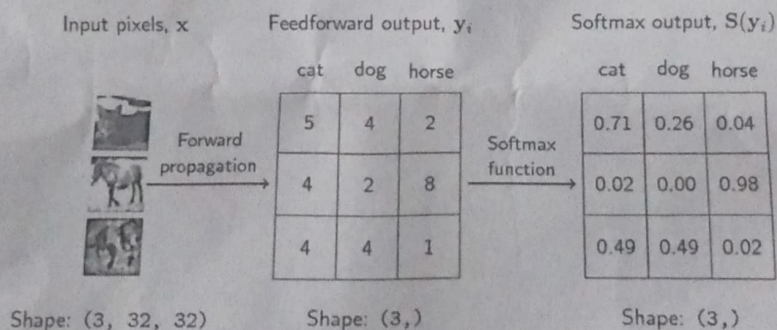 Input pixels, x Feedforward output, yᵢ Softmax output, S(yᵢ)
cat dog horse cat dog horse
5 4 2 0.71 0.26 0.04
Forward propagation Softmax function
4 2 8 0.02 0.00 0.98
4 4 1 0.49 0.49 0.02
Shape: (3, 32, 32) Shape: (3,) Shape: (3,)